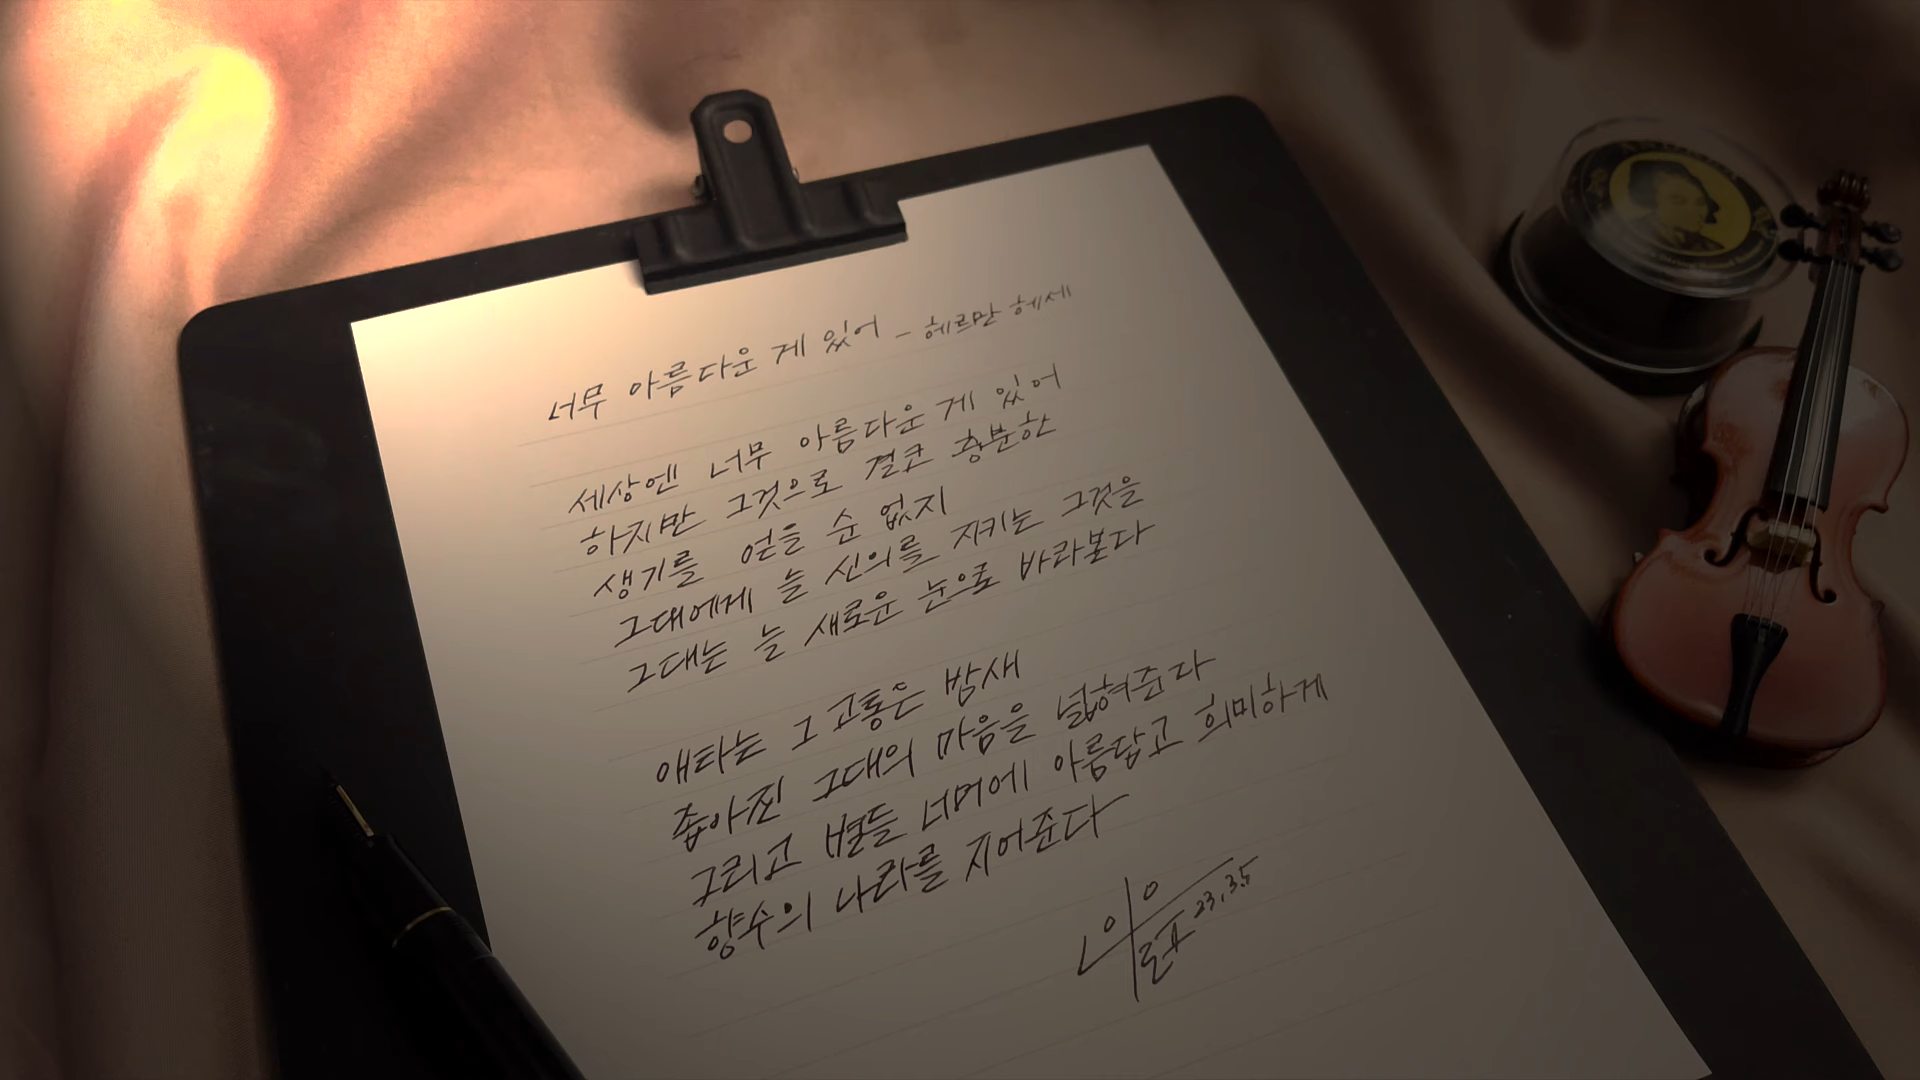 너무 아름다운 게 있어 - 헤르만 헤세
세상엔 너무 아름다운 게 있어
하지만 그것으로 결코 충분한
생기를 얻을 순 없지
그대에게 늘 신의를 지키는 그것을
그대는 늘 새로운 눈으로 바라본다
애타는 그 고통은 밤새
좁아진 그대의 마음을 넓혀준다
그리고 별들 너머에 아름답고 희미하게
향수의 나라를 지어준다
23.3.5